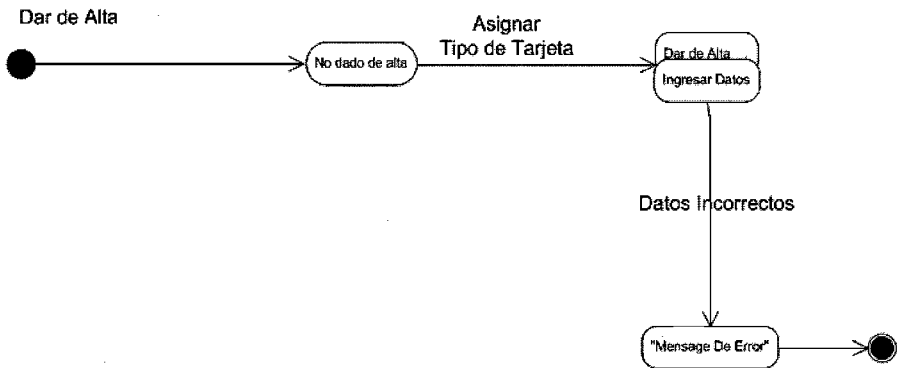 Dar de Alta
Asignar
Tipo de Tarjeta
No dado de alta
Dar de Alta
Ingresar Datos
Datos Incorrectos
"Mensage De Error"